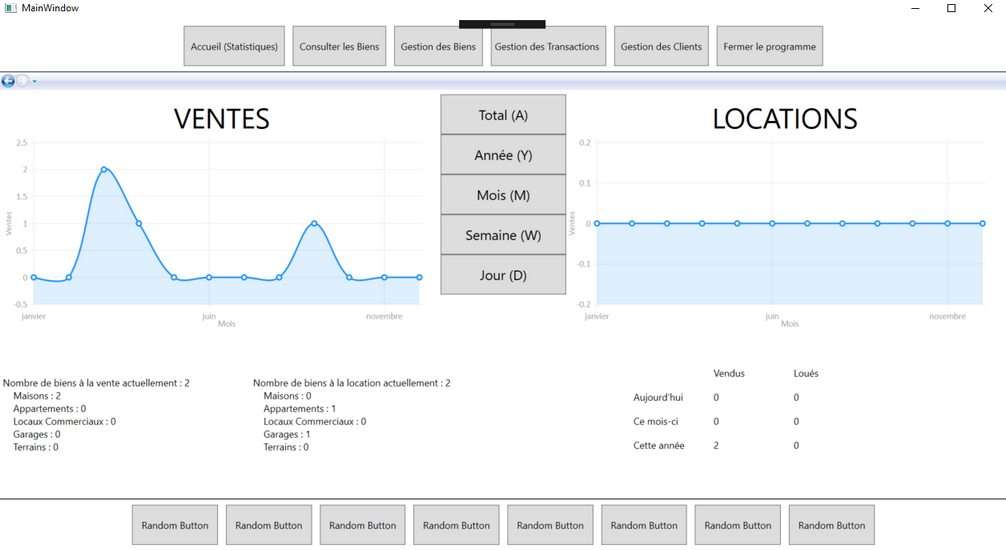 MainWindow
Accueil (Statistiques) Consulter les Biens Gestion des Biens Gestion des Transactions Gestion des Clients Fermer le programme
VENTES
2.5
2
1.5
1
0.5
0
-0.5
Ventes
janvier juin novembre
Mois
Total (A)
Année (Y)
Mois (M)
Semaine (W)
Jour (D)
LOCATIONS
0.2
0.1
0
-0.1
-0.2
Ventes
janvier juin novembre
Mois
Nombre de biens à la vente actuellement : 2
Maisons : 2
Appartements : 0
Locaux Commerciaux : 0
Garages : 0
Terrains : 0
Nombre de biens à la location actuellement : 2
Maisons : 0
Appartements : 1
Locaux Commerciaux : 0
Garages : 1
Terrains : 0
Vendus Loués
Aujourd'hui 0 0
Ce mois-ci 0 0
Cette année 2 0
Random Button Random Button Random Button Random Button Random Button Random Button Random Button Random Button